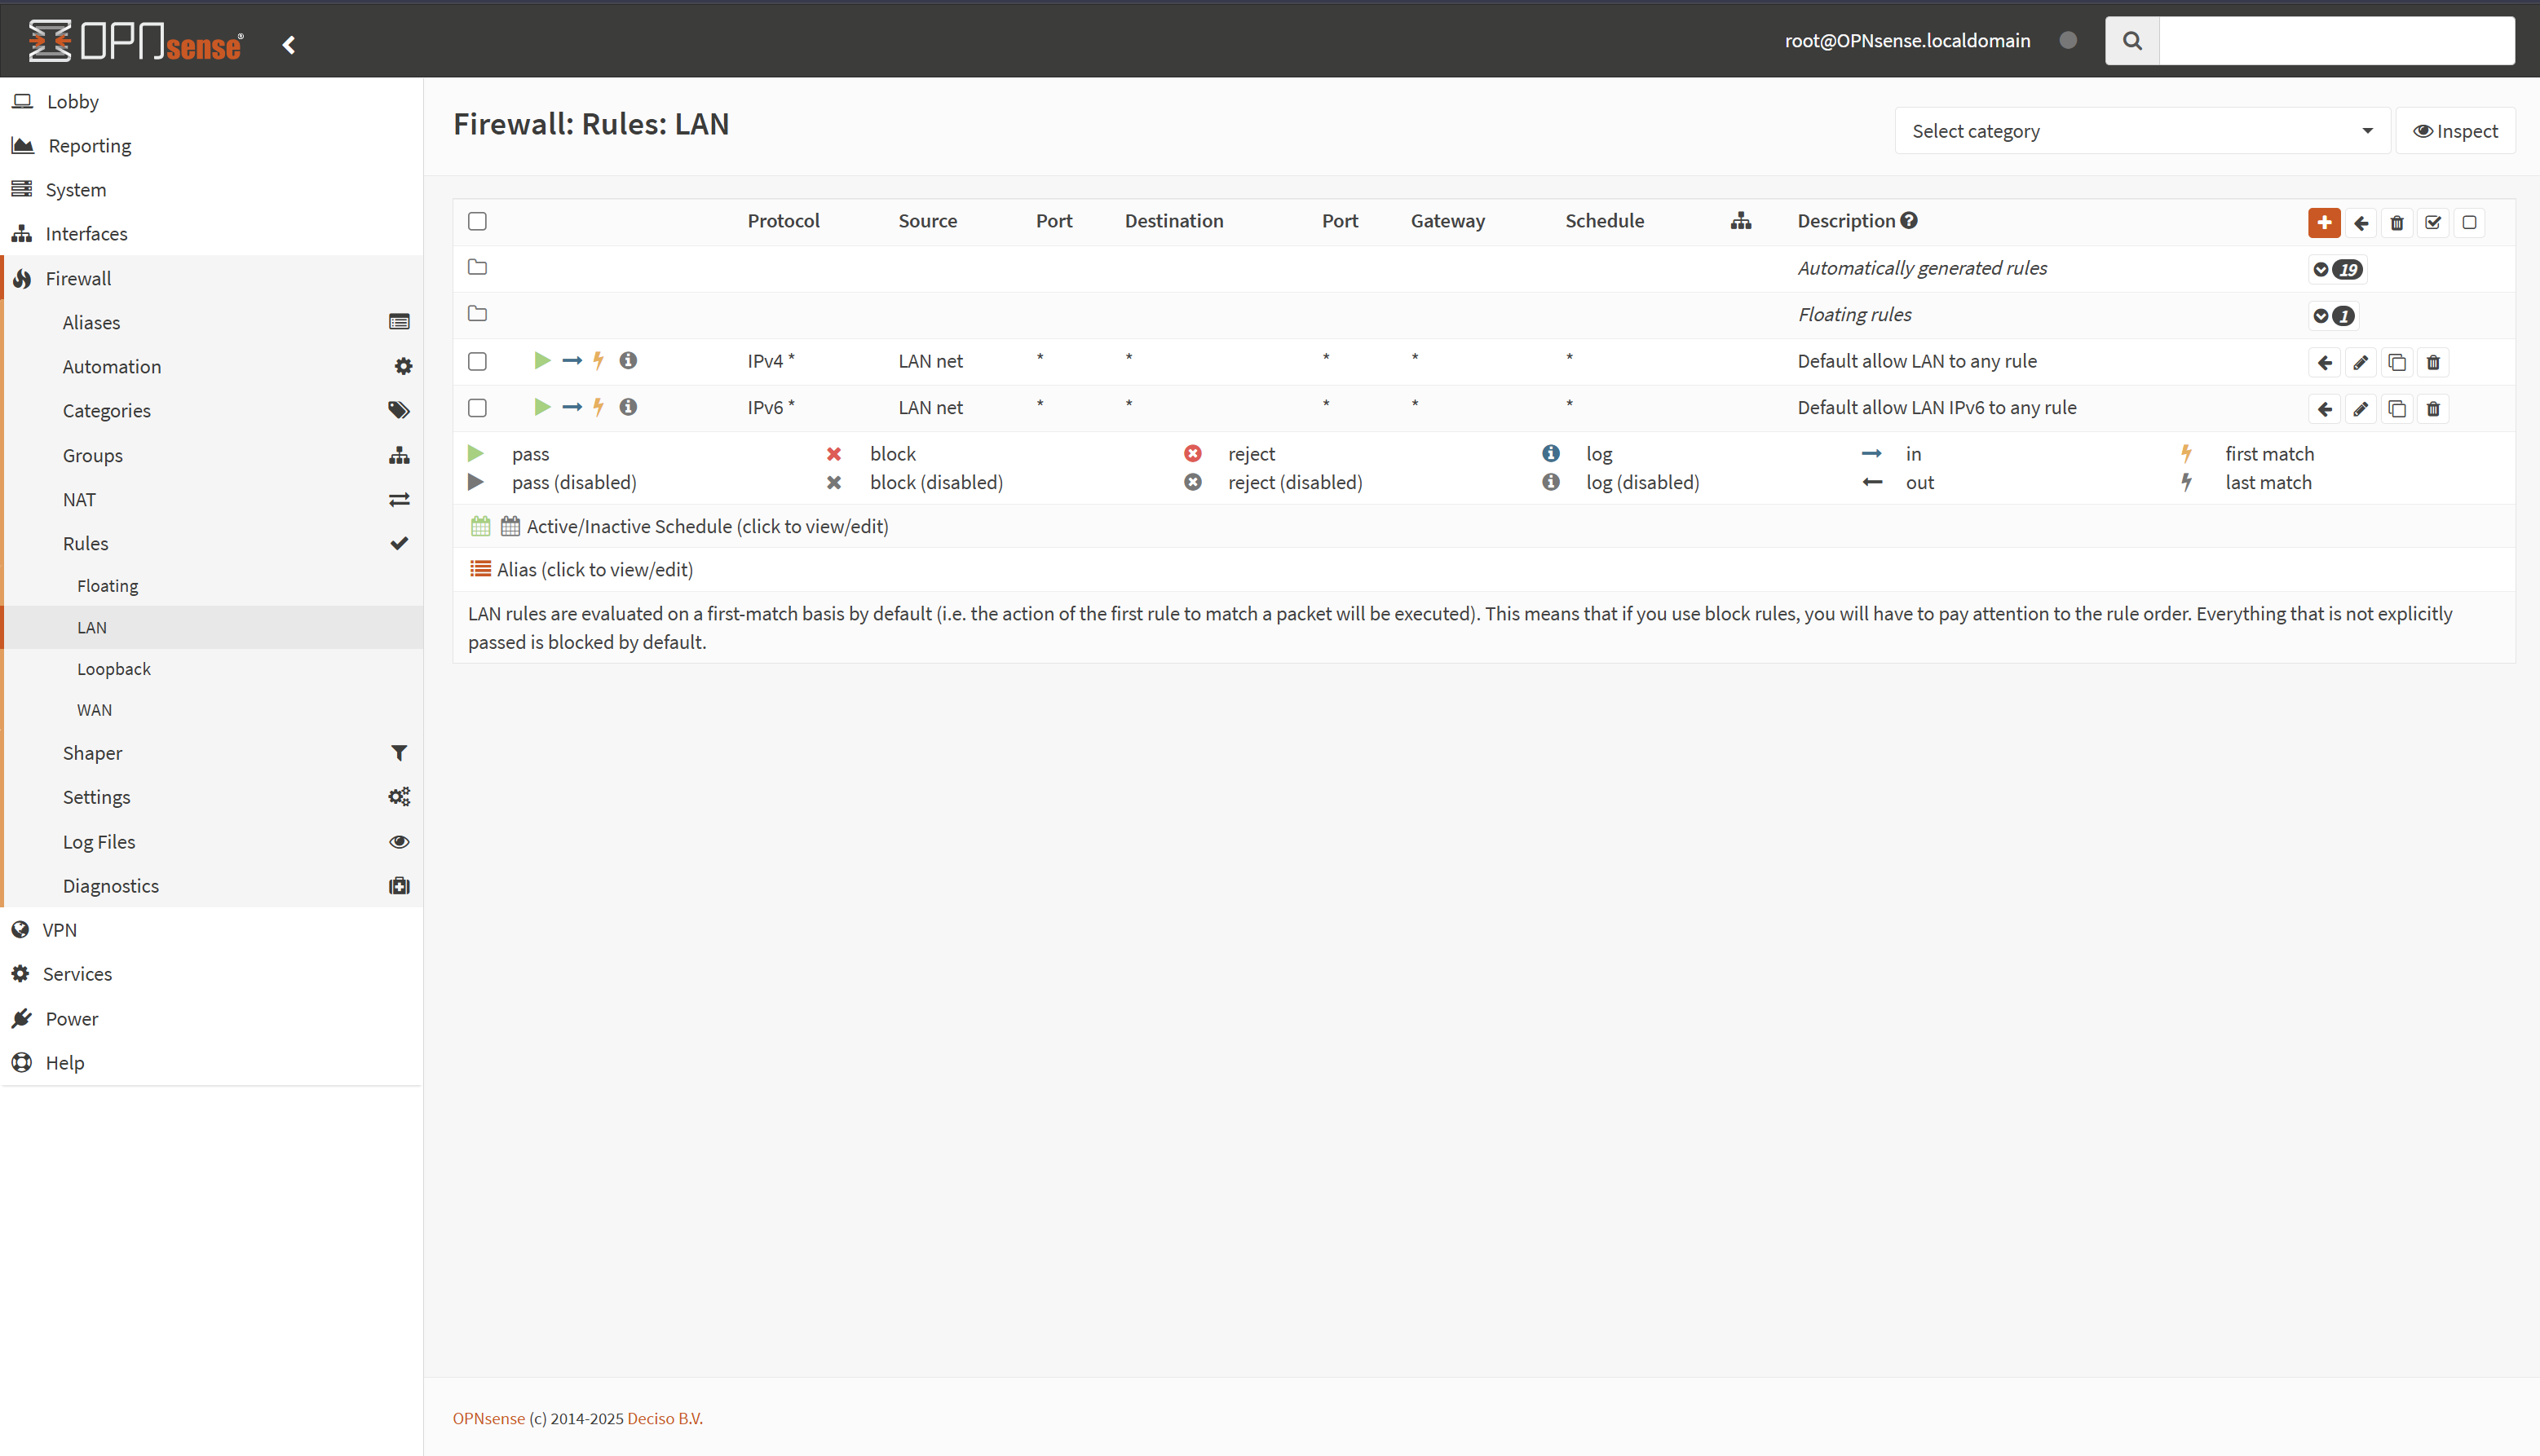 OPNsense®
root@OPNsense.localdomain
Lobby
Reporting
System
Interfaces
Firewall
Aliases
Automation
Categories
Groups
NAT
Rules
Floating
LAN
Loopback
WAN
Shaper
Settings
Log Files
Diagnostics
VPN
Services
Power
Help
Firewall: Rules: LAN
Select category
Inspect
Protocol Source Port Destination Port Gateway Schedule Description
Automatically generated rules 19
Floating rules 1
IPv4 * LAN net * * * * * Default allow LAN to any rule
IPv6 * LAN net * * * * * Default allow LAN IPv6 to any rule
pass block reject log in first match
pass (disabled) block (disabled) reject (disabled) log (disabled) out last match
Active/Inactive Schedule (click to view/edit)
Alias (click to view/edit)
LAN rules are evaluated on a first-match basis by default (i.e. the action of the first rule to match a packet will be executed). This means that if you use block rules, you will have to pay attention to the rule order. Everything that is not explicitly
passed is blocked by default.
OPNsense (c) 2014-2025 Deciso B.V.